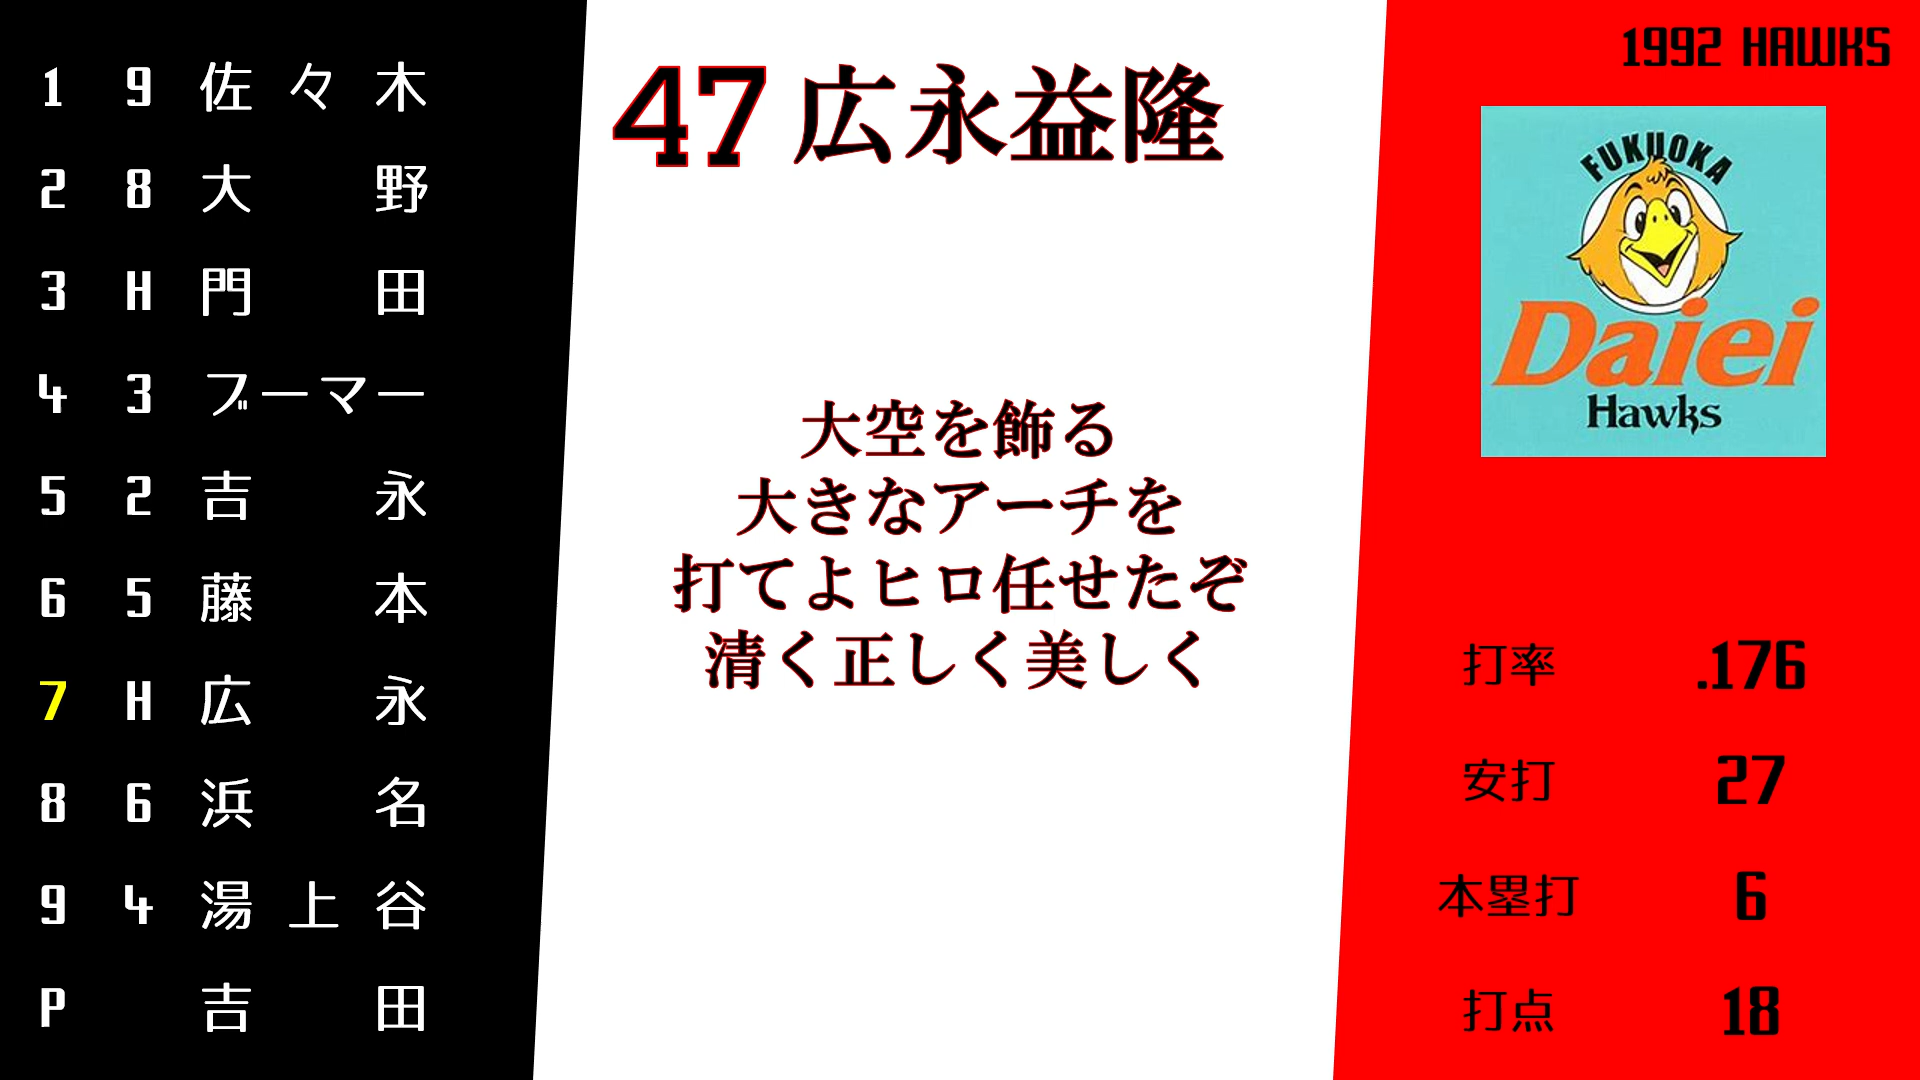 1 9 佐々木
2 8 大野
3 H 門田
4 3 ブーマー
5 2 吉永
6 5 藤本
7 H 広永
8 6 浜名
9 4 湯上谷
P 吉田
47 広永益隆
大空を飾る
大きなアーチを
打てよヒロ任せたぞ
清く正しく美しく
1992 HAWKS
FUKUOKA
Daiei
Hawks
打率 .176
安打 27
本塁打 6
打点 18